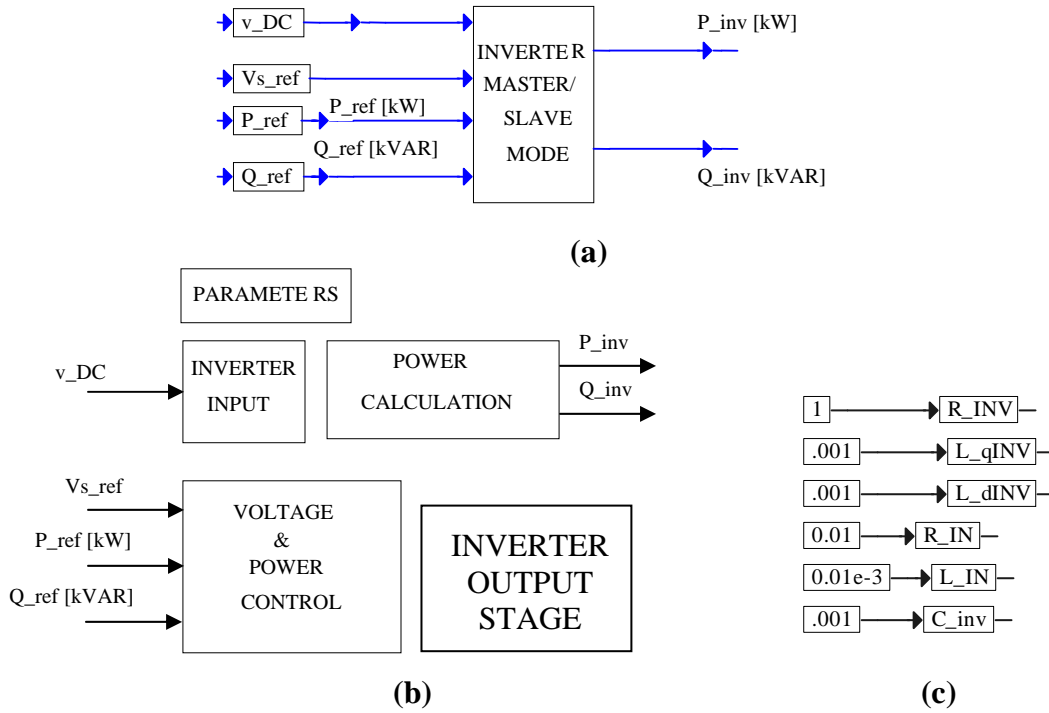 v_DC
P_inv [kW]
INVERTE R
MASTER/
SLAVE
MODE
Vs_ref
P_ref
P_ref [kW]
Q_ref [kVAR]
Q_ref
Q_inv [kVAR]
(a)
PARAMETE RS
v_DC
INVERTER
INPUT
POWER
CALCULATION
P_inv
Q_inv
Vs_ref
P_ref [kW]
Q_ref [kVAR]
VOLTAGE
&
POWER
CONTROL
INVERTER
OUTPUT
STAGE
(b)
1 R_INV
.001 L_qINV
.001 L_dINV
0.01 R_IN
0.01e-3 L_IN
.001 C_inv
(c)